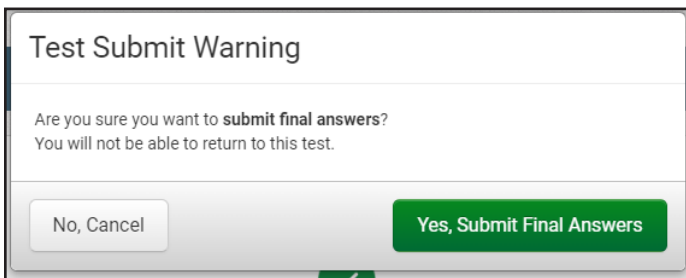 Test Submit Warning
Are you sure you want to submit final answers?
You will not be able to return to this test.
No, Cancel
Yes, Submit Final Answers